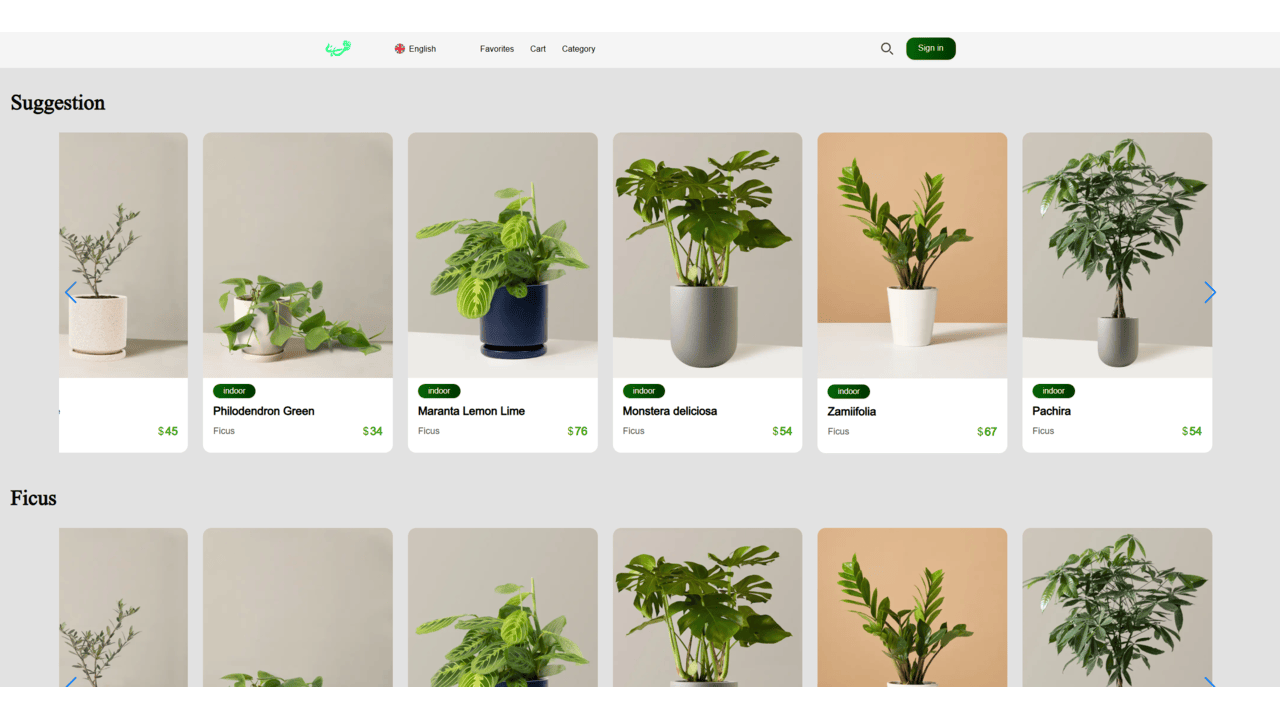 English
Favorites
Cart
Category
Sign in
Suggestion
$45
indoor
Philodendron Green
Ficus
$34
indoor
Maranta Lemon Lime
Ficus
$76
indoor
Monstera deliciosa
Ficus
$54
indoor
Zamiifolia
Ficus
$67
indoor
Pachira
Ficus
$54
Ficus